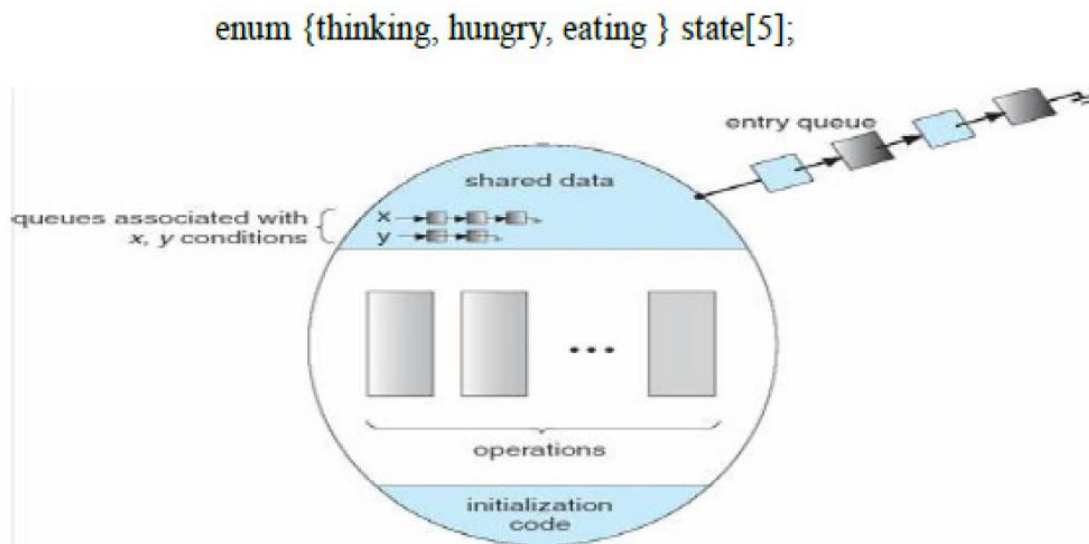 enum {thinking, hungry, eating } state[5];
entry queue
shared data
queues associated with
x, y conditions
x
y
operations
initialization
code